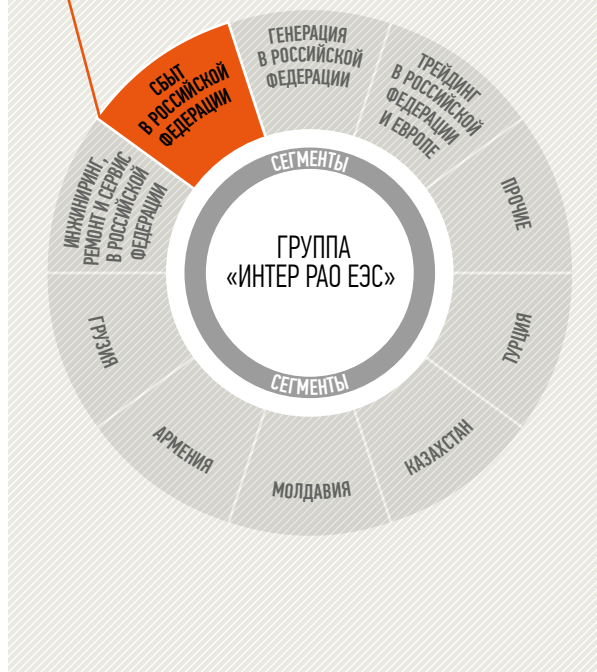 ГЕНЕРАЦИЯ
В РОССИЙСКОЙ
ФЕДЕРАЦИИ
ТРЕЙДИНГ
В РОССИЙСКОЙ
ФЕДЕРАЦИИ
И ЕВРОПЕ
ПРОЧИЕ
ТУРЦИЯ
КАЗАХСТАН
МОЛДАВИЯ
АРМЕНИЯ
ГРУЗИЯ
ИНЖИНИРИНГ,
РЕМОНТ И СЕРВИС
В РОССИЙСКОЙ
ФЕДЕРАЦИИ
СБЫТ
В РОССИЙСКОЙ
ФЕДЕРАЦИИ
СЕГМЕНТЫ
ГРУППА
«ИНТЕР РАО ЕЭС»
СЕГМЕНТЫ